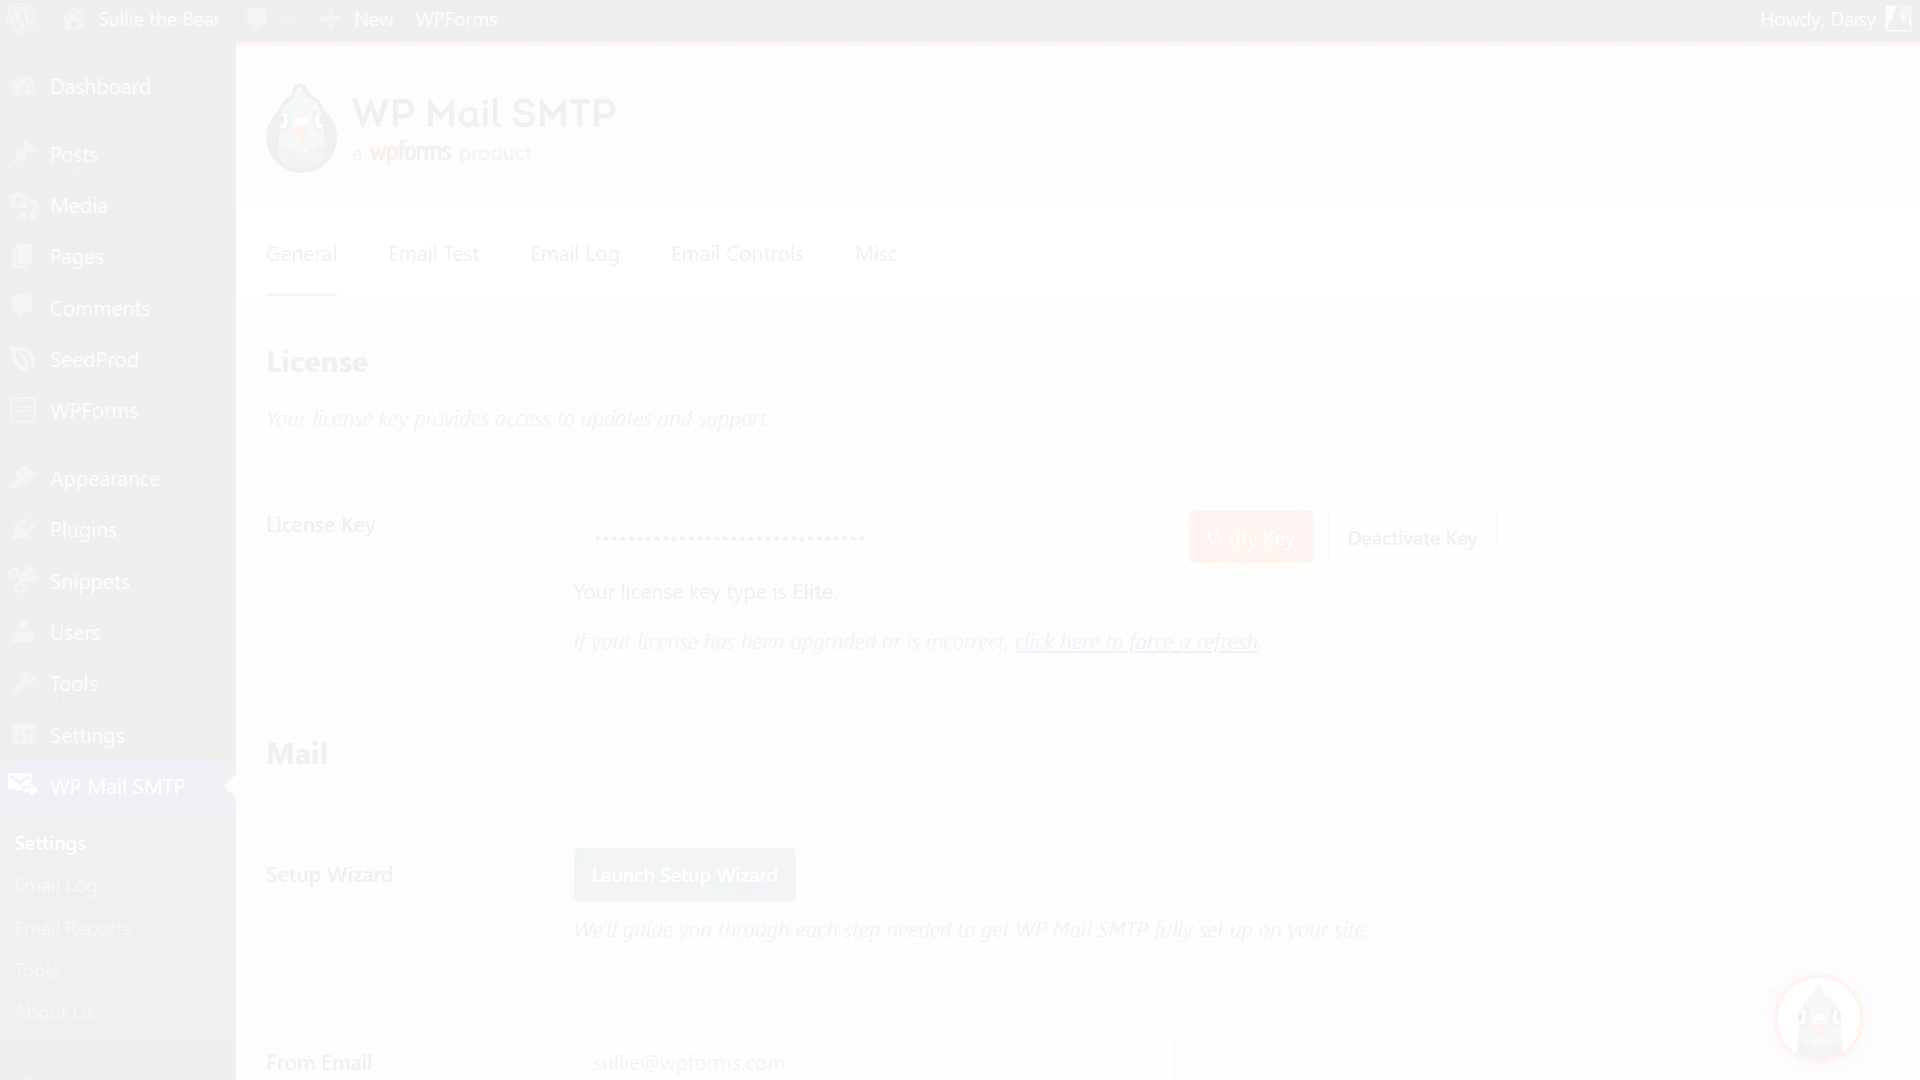 Sullie the Bear
0
New
WPForms
Howdy, Daisy
Dashboard
Posts
Media
Pages
Comments
SeedProd
WPForms
Appearance
Plugins
Snippets
Users
Tools
Settings
WP Mail SMTP
Settings
Email Log
Email Reports
Tools
About Us
WP Mail SMTP
a wpforms product
General
Email Test
Email Log
Email Controls
Misc
License
Your license key provides access to updates and support.
License Key
••••••••••••••••••••••••••••••••
Verify Key
Deactivate Key
Your license key type is Elite.
If your license has been upgraded or is incorrect, click here to force a refresh
Mail
Setup Wizard
Launch Setup Wizard
We'll guide you through each step needed to get WP Mail SMTP fully set up on your site.
From Email
sullie@wpforms.com